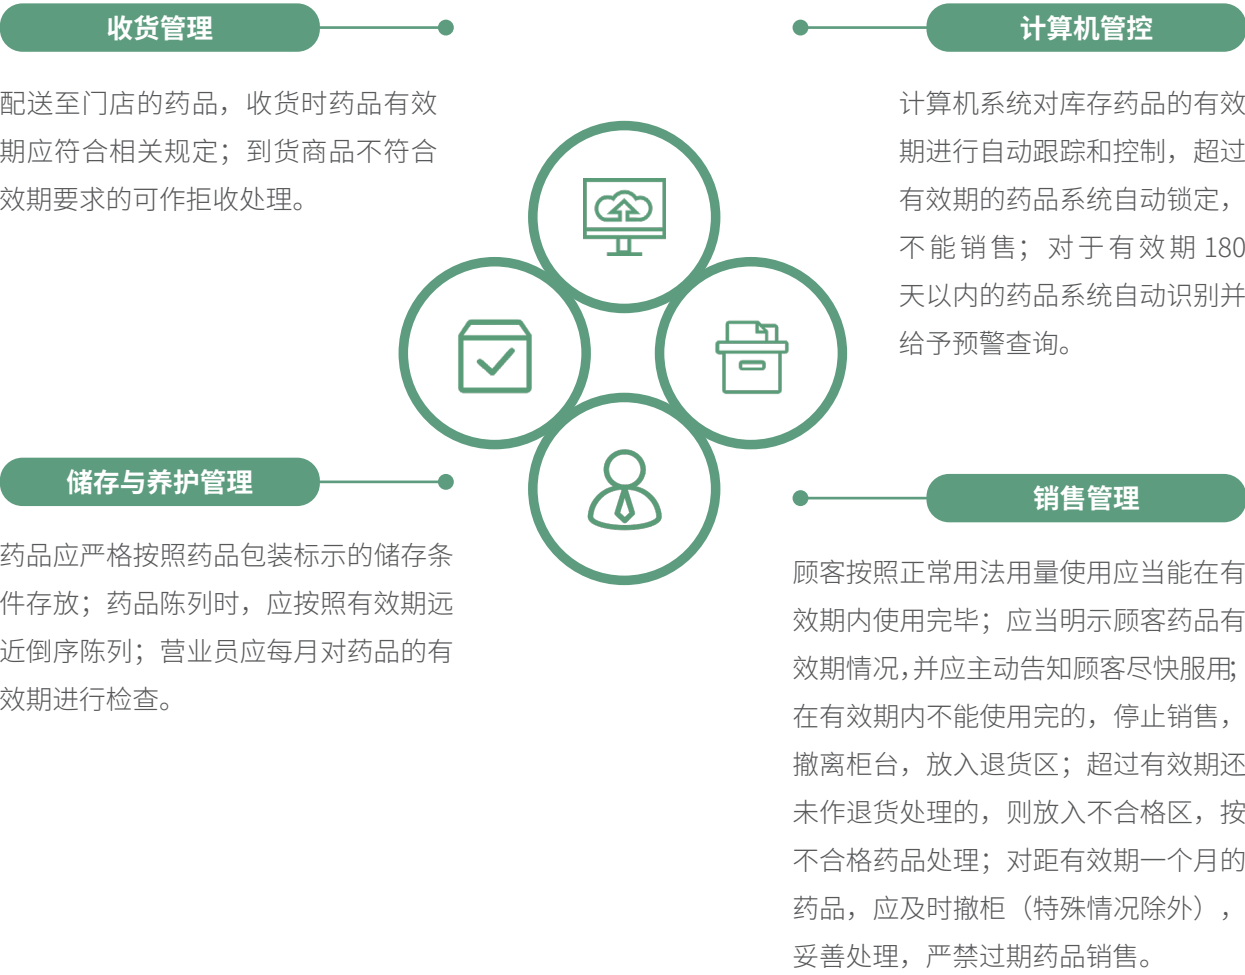 收货管理
配送至门店的药品，收货时药品有效
期应符合相关规定；到货商品不符合
效期要求的可作拒收处理。
计算机管控
计算机系统对库存药品的有效
期进行自动跟踪和控制，超过
有效期的药品系统自动锁定，
不能销售；对于有效期 180
天以内的药品系统自动识别并
给予预警查询。
储存与养护管理
药品应严格按照药品包装标示的储存条
件存放；药品陈列时，应按照有效期远
近倒序陈列；营业员应每月对药品的有
效期进行检查。
销售管理
顾客按照正常用法用量使用应当能在有
效期内使用完毕；应当明示顾客药品有
效期情况，并应主动告知顾客尽快服用；
在有效期内不能使用完的，停止销售，
撤离柜台，放入退货区；超过有效期还
未作退货处理的，则放入不合格区，按
不合格药品处理；对距有效期一个月的
药品，应及时撤柜（特殊情况除外），
妥善处理，严禁过期药品销售。